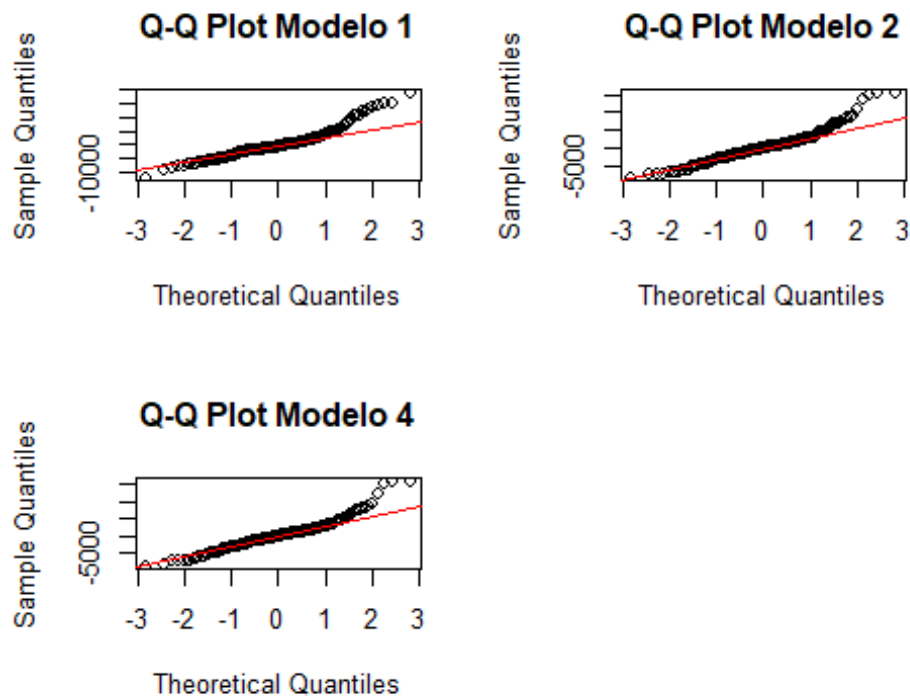 Q-Q Plot Modelo 1
Sample Quantiles
-10000
-3 -2 -1 0 1 2 3
Theoretical Quantiles
Q-Q Plot Modelo 2
Sample Quantiles
-5000
-3 -2 -1 0 1 2 3
Theoretical Quantiles
Q-Q Plot Modelo 4
Sample Quantiles
-5000
-3 -2 -1 0 1 2 3
Theoretical Quantiles